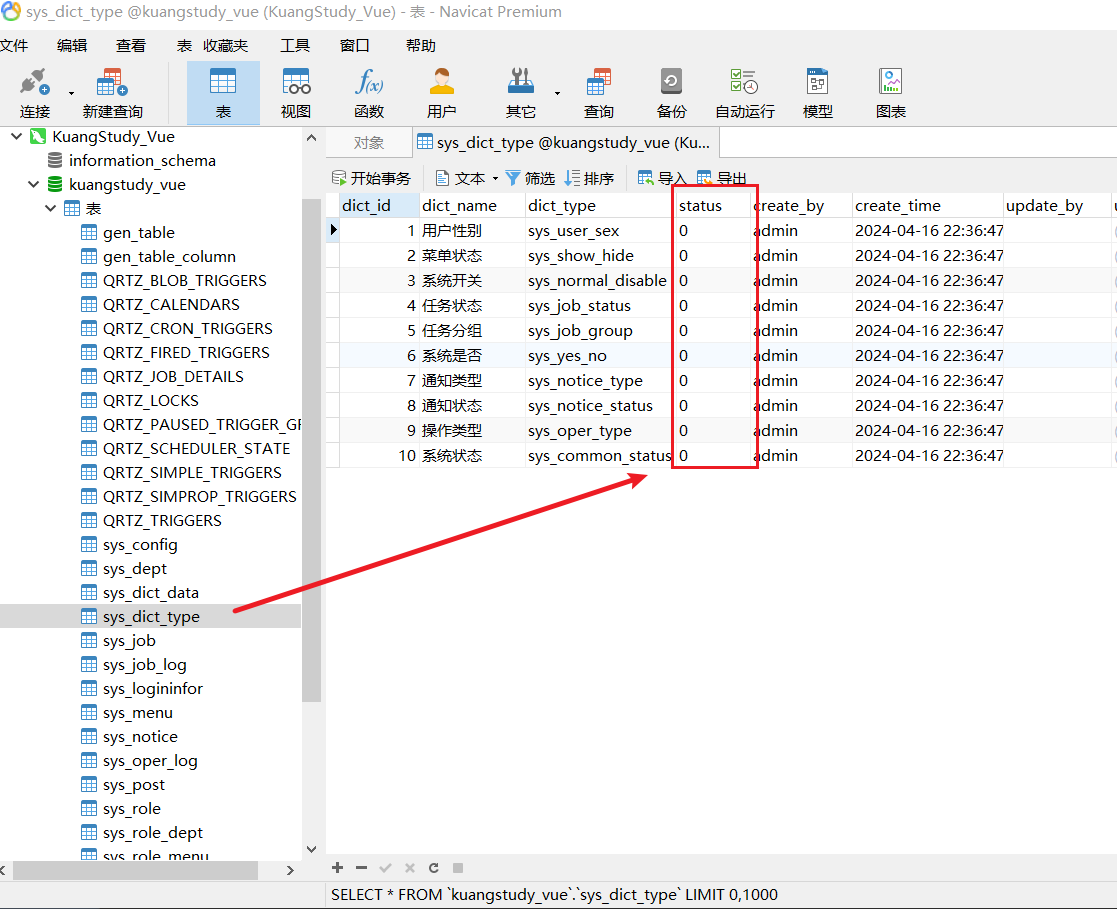 sys_dict_type @kuangstudy_vue (KuangStudy_Vue) - 表 - Navicat Premium
文件 编辑 查看 表 收藏夹 工具 窗口 帮助
连接 新建查询 表 视图 函数 用户 其它 查询 备份 自动运行 模型 图表
KuangStudy_Vue
information_schema
kuangstudy_vue
表
gen_table
gen_table_column
QRTZ_BLOB_TRIGGERS
QRTZ_CALENDARS
QRTZ_CRON_TRIGGERS
QRTZ_FIRED_TRIGGERS
QRTZ_JOB_DETAILS
QRTZ_LOCKS
QRTZ_PAUSED_TRIGGER_GF
QRTZ_SCHEDULER_STATE
QRTZ_SIMPLE_TRIGGERS
QRTZ_SIMPROP_TRIGGERS
QRTZ_TRIGGERS
sys_config
sys_dept
sys_dict_data
sys_dict_type
sys_job
sys_job_log
sys_logininfor
sys_menu
sys_notice
sys_oper_log
sys_post
sys_role
sys_role_dept
sys_role_menu
对象 sys_dict_type @kuangstudy_vue (Ku...
开始事务 文本 筛选 排序 导入 导出
dict_id dict_name dict_type status create_by create_time update_by
1 用户性别 sys_user_sex 0 admin 2024-04-16 22:36:47
2 菜单状态 sys_show_hide 0 admin 2024-04-16 22:36:47
3 系统开关 sys_normal_disable 0 admin 2024-04-16 22:36:47
4 任务状态 sys_job_status 0 admin 2024-04-16 22:36:47
5 任务分组 sys_job_group 0 admin 2024-04-16 22:36:47
6 系统是否 sys_yes_no 0 admin 2024-04-16 22:36:47
7 通知类型 sys_notice_type 0 admin 2024-04-16 22:36:47
8 通知状态 sys_notice_status 0 admin 2024-04-16 22:36:47
9 操作类型 sys_oper_type 0 admin 2024-04-16 22:36:47
10 系统状态 sys_common_status 0 admin 2024-04-16 22:36:47
SELECT * FROM `kuangstudy_vue`.`sys_dict_type` LIMIT 0,1000